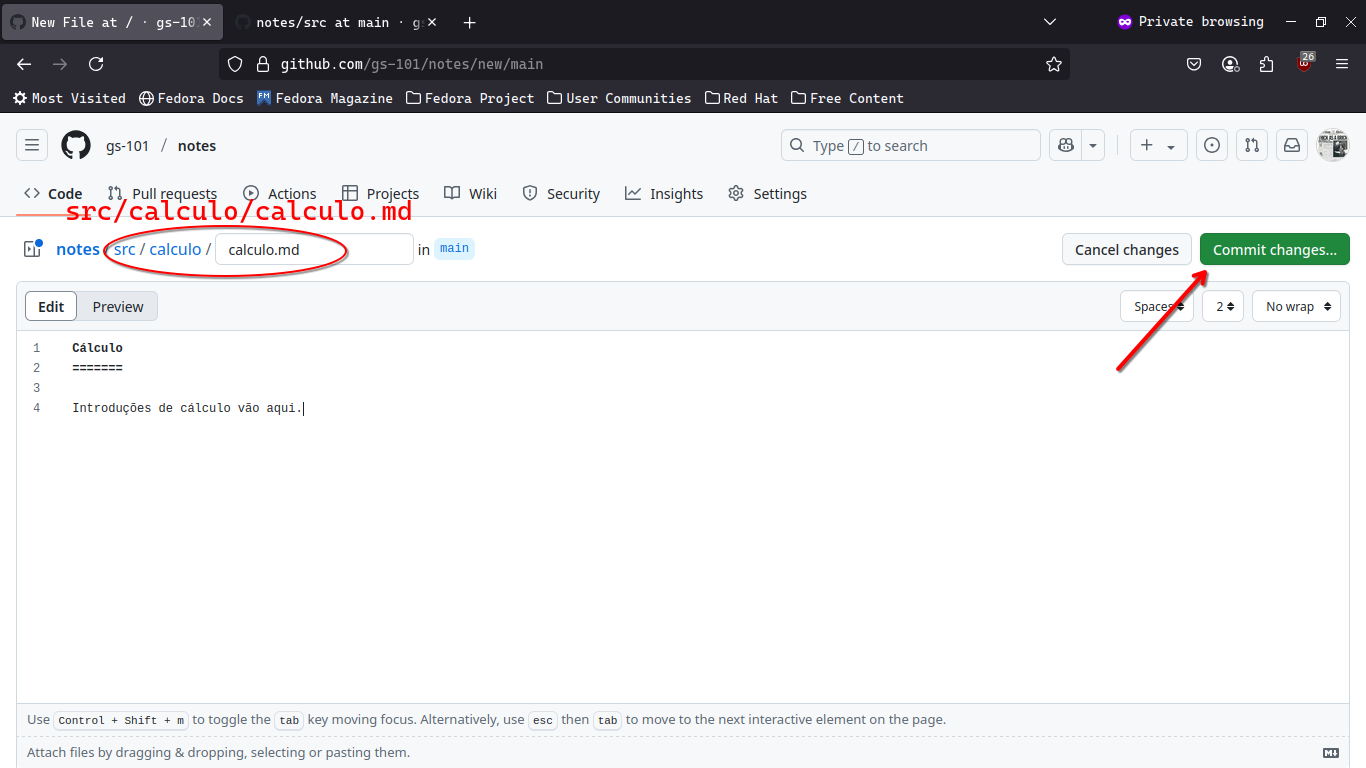 New File at / · gs-10
notes/src at main · g
Private browsing
github.com/gs-101/notes/new/main
26
Most Visited
Fedora Docs
FM
Fedora Magazine
Fedora Project
User Communities
Red Hat
Free Content
gs-101 / notes
Type / to search
Code
Pull requests
Actions
Projects
Wiki
Security
Insights
Settings
src/calculo/calculo.md
notes / src / calculo / calculo.md in main
Cancel changes
Commit changes...
Edit
Preview
Spaces
2
No wrap
1 Cálculo
2 =======
3
4 Introduções de cálculo vão aqui.
Use Control + Shift + m to toggle the tab key moving focus. Alternatively, use esc then tab to move to the next interactive element on the page.
Attach files by dragging & dropping, selecting or pasting them.